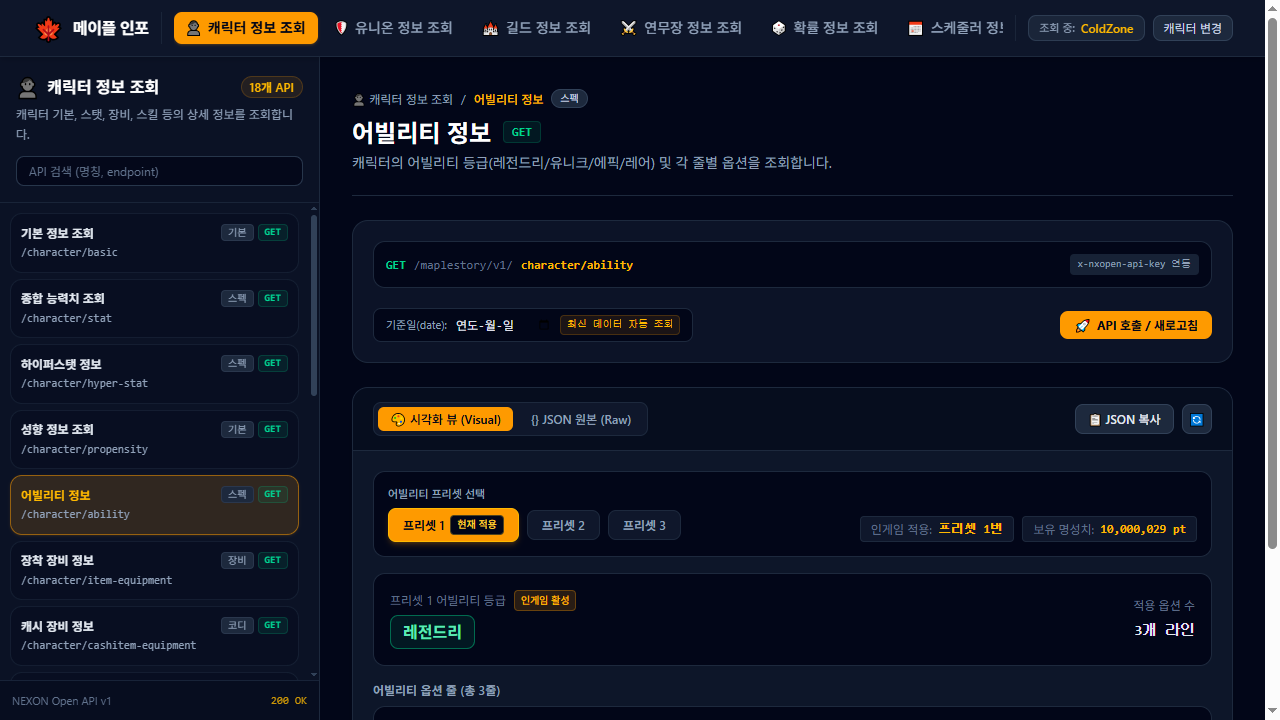 메이플 인포
캐릭터 정보 조회
유니온 정보 조회
길드 정보 조회
연무장 정보 조회
확률 정보 조회
스케줄러 정보
조회 중: ColdZone
캐릭터 변경
캐릭터 정보 조회
18개 API
캐릭터 기본, 스탯, 장비, 스킬 등의 상세 정보를 조회합니
다.
API 검색 (명칭, endpoint)
기본 정보 조회 기본 GET
/character/basic
종합 능력치 조회 스펙 GET
/character/stat
하이퍼스탯 정보 스펙 GET
/character/hyper-stat
성향 정보 조회 기본 GET
/character/propensity
어빌리티 정보 스펙 GET
/character/ability
장착 장비 정보 장비 GET
/character/item-equipment
캐시 장비 정보 코디 GET
/character/cashitem-equipment
NEXON Open API v1 200 OK
캐릭터 정보 조회 / 어빌리티 정보 스펙
어빌리티 정보 GET
캐릭터의 어빌리티 등급(레전드리/유니크/에픽/레어) 및 각 줄별 옵션을 조회합니다.
GET /maplestory/v1/ character/ability x-nxopen-api-key 연동
기준일(date): 연도-월-일 최신 데이터 자동 조회
API 호출 / 새로고침
시각화 뷰 (Visual) {} JSON 원본 (Raw)
JSON 복사
어빌리티 프리셋 선택
프리셋 1 현재 적용 프리셋 2 프리셋 3
인게임 적용: 프리셋 1번 보유 명성치: 10,000,029 pt
프리셋 1 어빌리티 등급 인게임 활성
레전드리
적용 옵션 수
3개 라인
어빌리티 옵션 줄 (총 3줄)